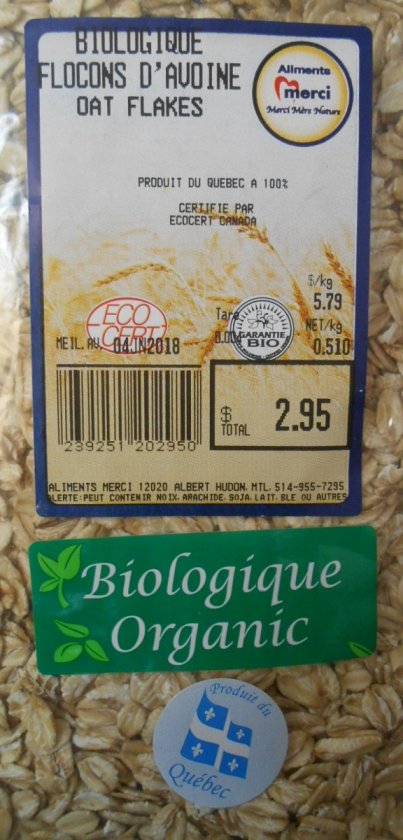 BIOLOGIQUE
FLOCONS D'AVOINE
OAT FLAKES
Aliments
merci
Merci Mère Nature
PRODUIT DU QUEBEC A 100%
CERTIFIE PAR
ECOCERT CANADA
$/kg
5.79
ECO
CERT
Tare
0.004
GARANTIE
BIO
NET/kg
0.510
MEIL.AV. 04JN2018
$
TOTAL
2.95
239251 202950
ALIMENTS MERCI 12020 ALBERT HUDON. MTL. 514-955-7295
ALERTE:PEUT CONTENIR NOIX. ARACHIDE. SOJA. LAIT. BLE OU AUTRES
Biologique
Organic
Produit du
Québec